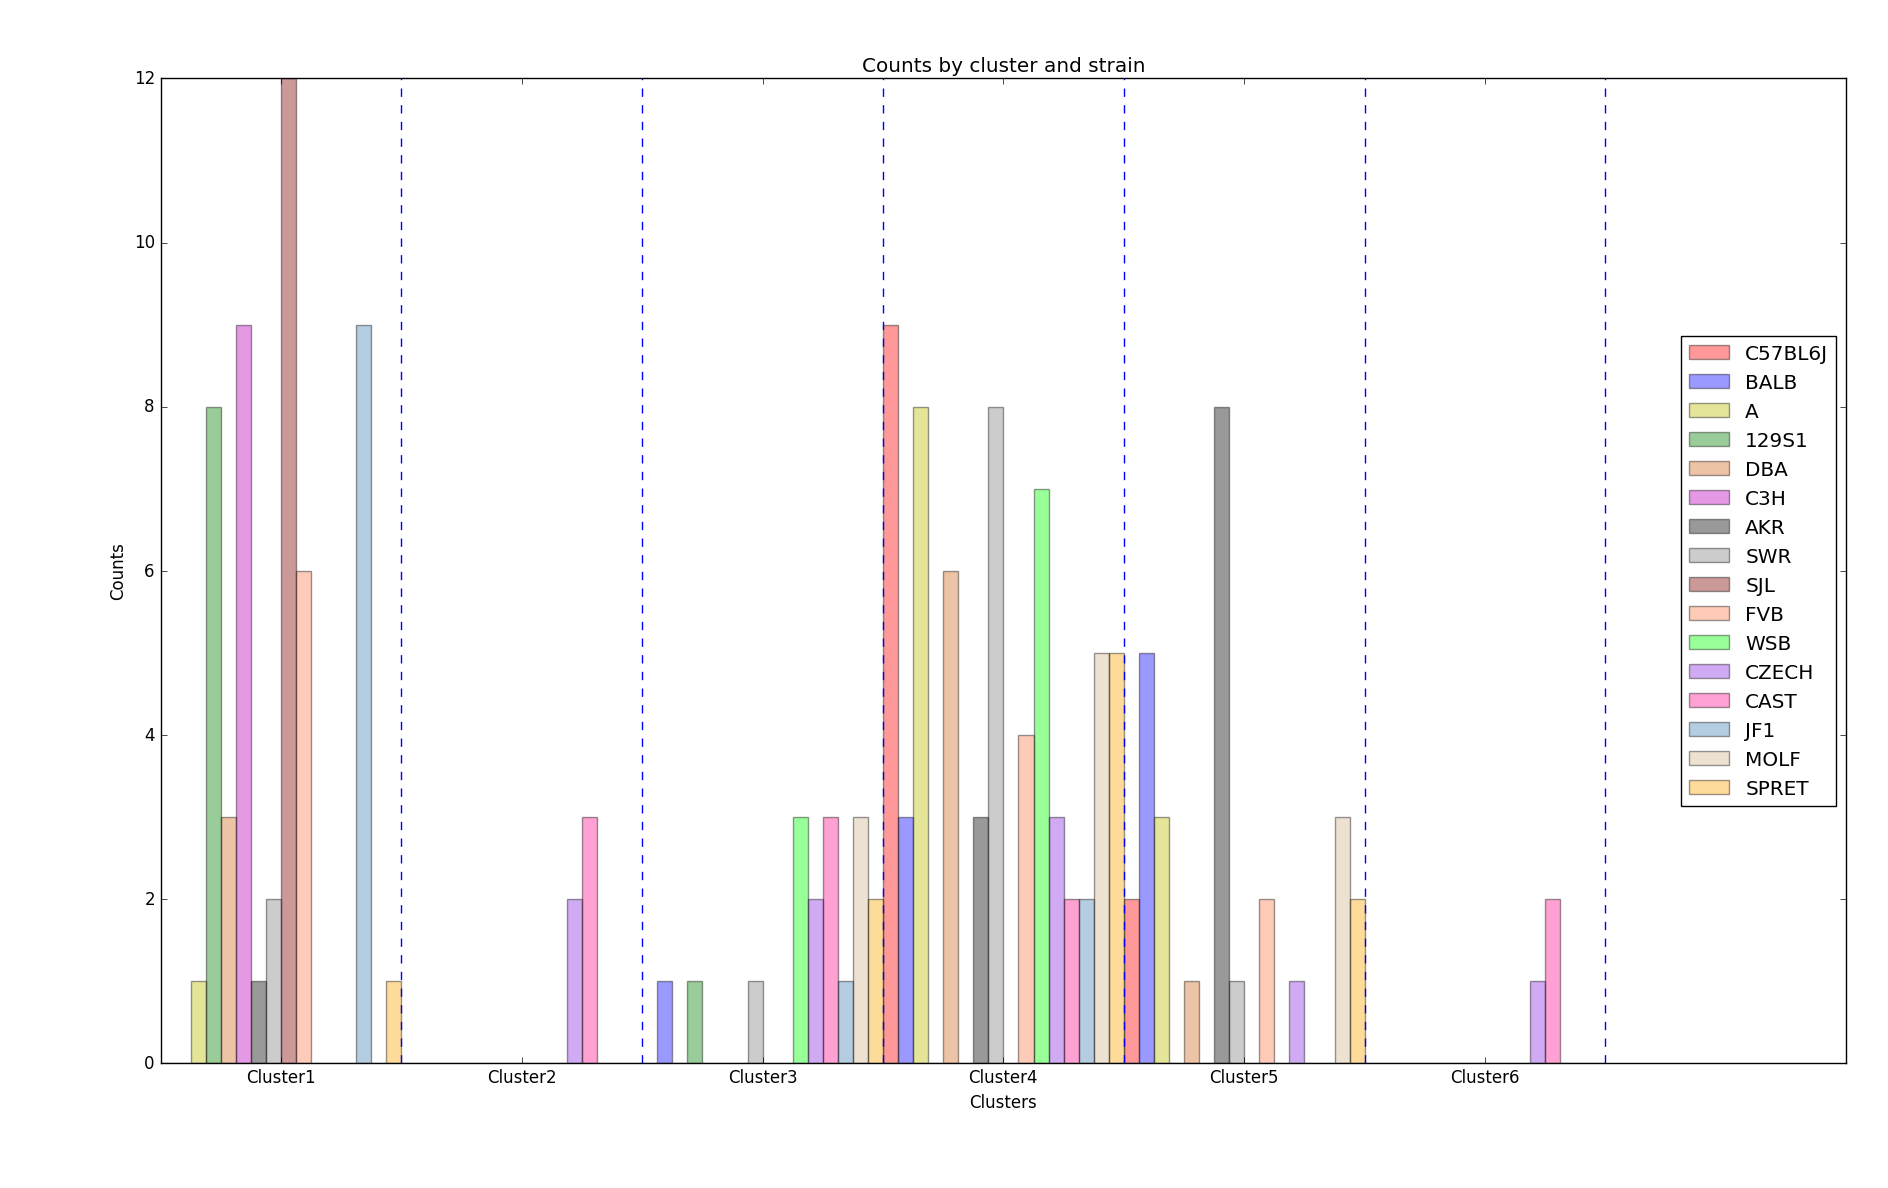 Counts by cluster and strain
12
10
8
6
4
2
0
Counts
Cluster1
Cluster2
Cluster3
Cluster4
Cluster5
Cluster6
Clusters
C57BL6J
BALB
A
129S1
DBA
C3H
AKR
SWR
SJL
FVB
WSB
CZECH
CAST
JF1
MOLF
SPRET